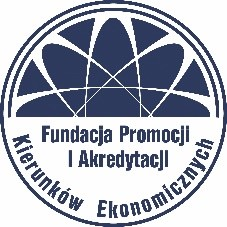 Fundacja Promocji
i Akredytacji
Kierunków Ekonomicznych